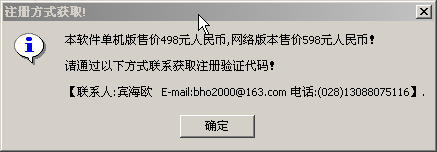 注册方式获取!
本软件单机版售价498元人民币,网络版本售价598元人民币!
请通过以下方式联系获取注册验证代码!
【联系人:宾海欧 E-mail:bho2000@163.com 电话:(028)13088075116】.
确定